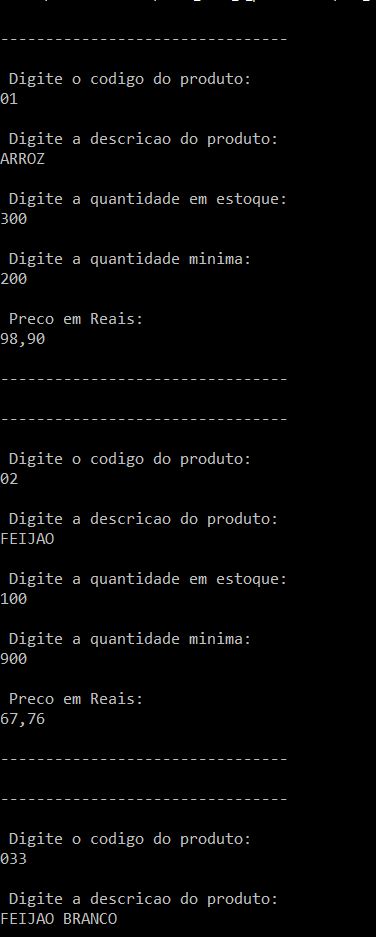 --------------------------------
Digite o codigo do produto:
01
Digite a descricao do produto:
ARROZ
Digite a quantidade em estoque:
300
Digite a quantidade minima:
200
Preco em Reais:
98,90
--------------------------------
--------------------------------
Digite o codigo do produto:
02
Digite a descricao do produto:
FEIJAO
Digite a quantidade em estoque:
100
Digite a quantidade minima:
900
Preco em Reais:
67,76
--------------------------------
--------------------------------
Digite o codigo do produto:
033
Digite a descricao do produto:
FEIJAO BRANCO